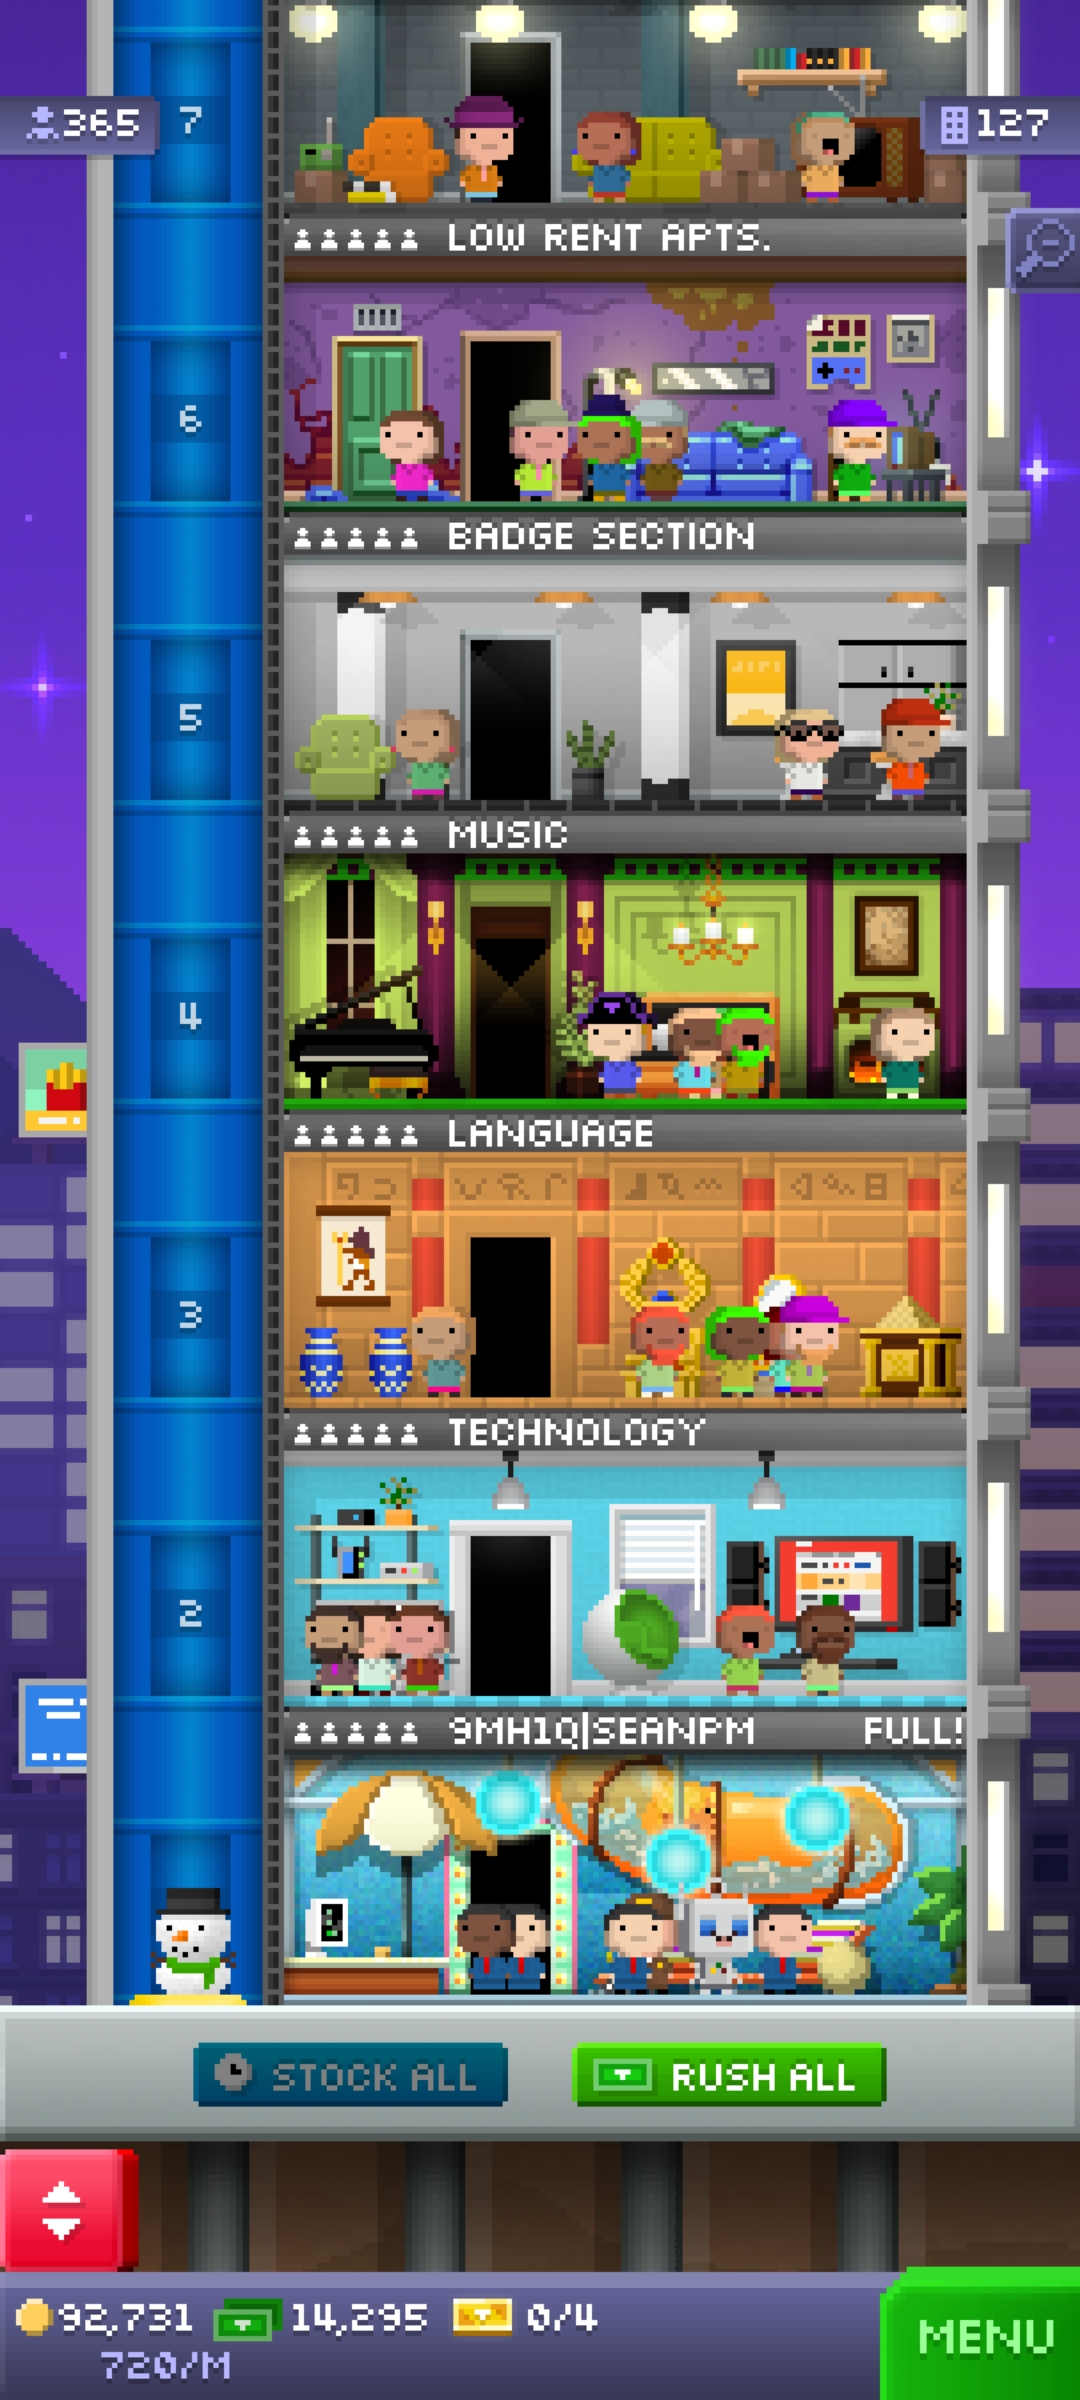 7
365
127
LOW RENT APTS.
6
BADGE SECTION
5
MUSIC
4
LANGUAGE
3
TECHNOLOGY
2
9MH1Q|SEANPM FULL!
STOCK ALL
RUSH ALL
92,731 14,295 0/4
720/M
MENU